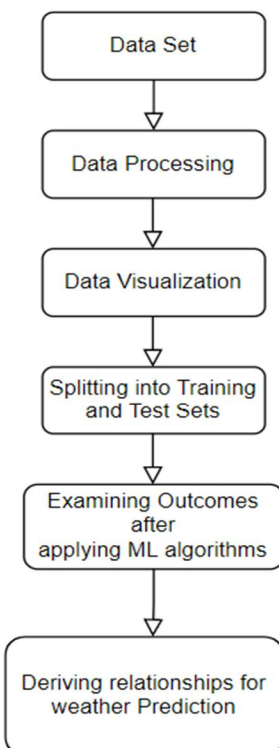 Data Set
Data Processing
Data Visualization
Splitting into Training
and Test Sets
Examining Outcomes
after
applying ML algorithms
Deriving relationships for
weather Prediction